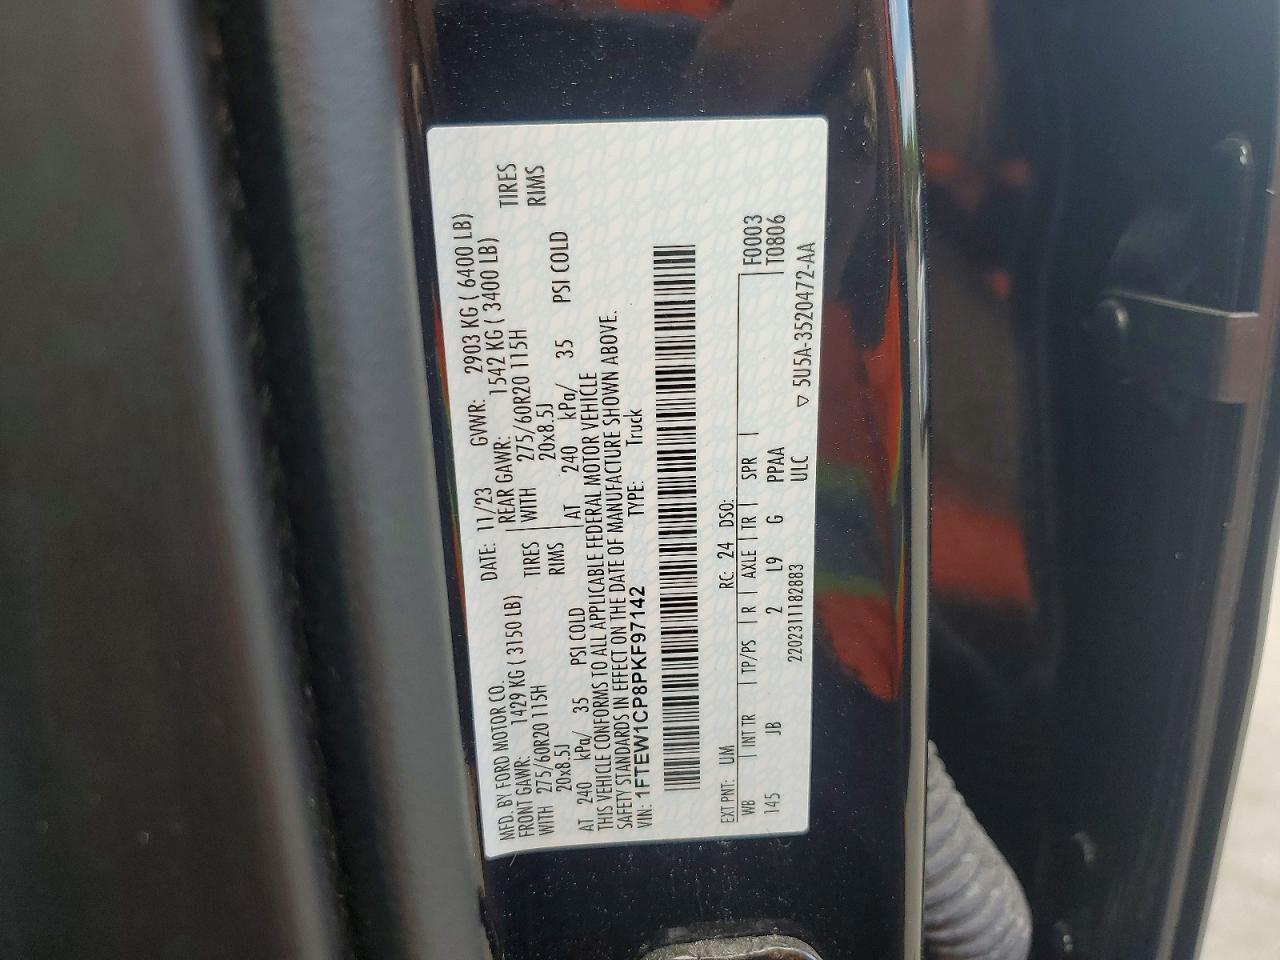 MFD. BY FORD MOTOR CO. DATE: 11/23 GVWR: 2903 KG ( 6400 LB)
FRONT GAWR: 1429 KG ( 3150 LB) REAR GAWR: 1542 KG ( 3400 LB)
WITH 275/60R20 115H TIRES WITH 275/60R20 115H TIRES
20x8.5J RIMS 20x8.5J RIMS
AT 240 kPa/ 35 PSI COLD AT 240 kPa/ 35 PSI COLD
THIS VEHICLE CONFORMS TO ALL APPLICABLE FEDERAL MOTOR VEHICLE
SAFETY STANDARDS IN EFFECT ON THE DATE OF MANUFACTURE SHOWN ABOVE.
VIN: 1FTEW1CP8PKF97142 TYPE: Truck
EXT PNT: UM RC: 24 DSO:
WB INT TR TP/PS R AXLE TR SPR F0003
145 JB 2 L9 G PPAA T0806
220231182883 ULC ▽ 5U5A-3520472-AA